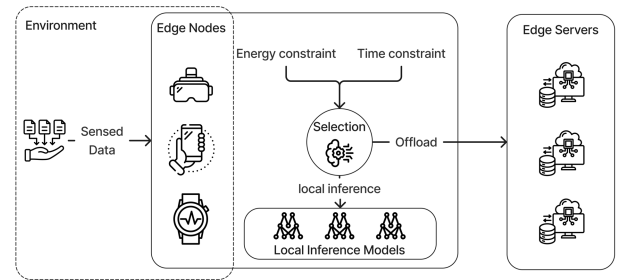 Environment
Edge Nodes
Edge Servers
Energy constraint
Time constraint
Sensed
Data
Selection
Offload
local inference
Local Inference Models